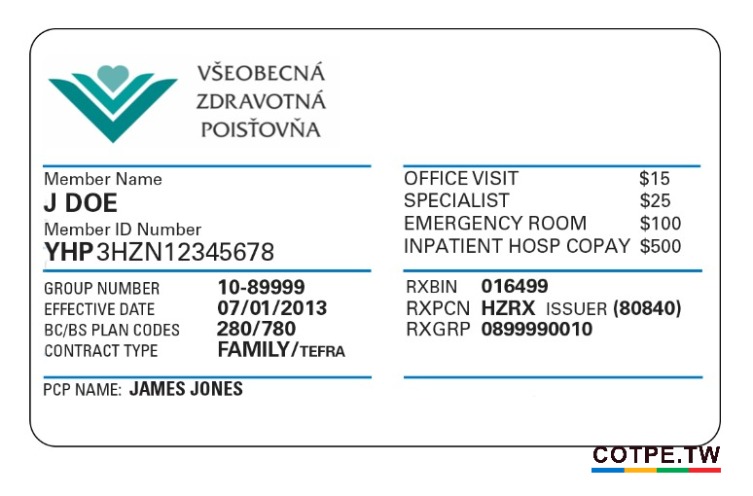 VŠEOBECNÁ
ZDRAVOTNÁ
POISŤOVŇA
Member Name
J DOE
Member ID Number
YHP3HZN12345678
OFFICE VISIT $15
SPECIALIST $25
EMERGENCY ROOM $100
INPATIENT HOSP COPAY $500
GROUP NUMBER 10-89999
EFFECTIVE DATE 07/01/2013
BC/BS PLAN CODES 280/780
CONTRACT TYPE FAMILY/TEFRA
RXBIN 016499
RXPCN HZRX ISSUER (80840)
RXGRP 0899990010
PCP NAME: JAMES JONES
COTPE.TW